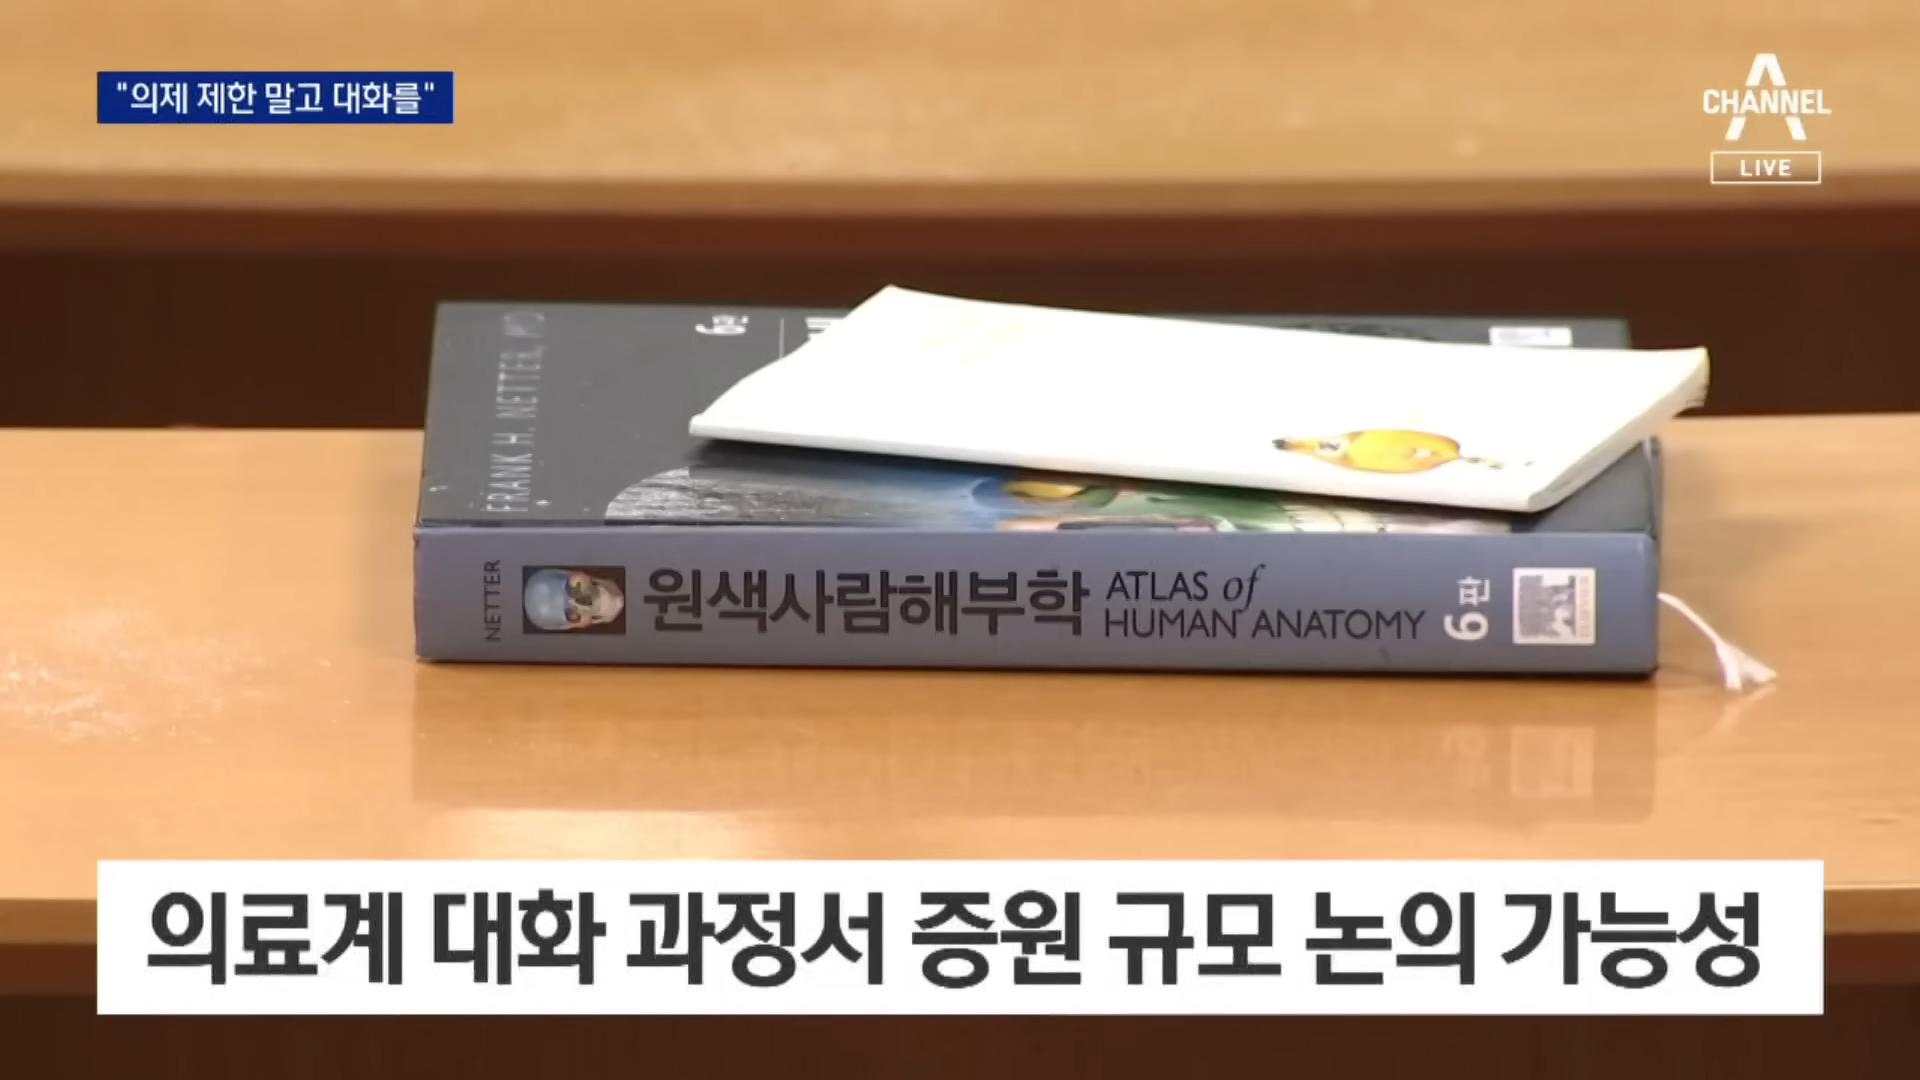 "의제 제한 말고 대화를"
CHANNEL A
LIVE
FRANK H. NETTER, MD
6판
NETTER
원색사람해부학
ATLAS of
HUMAN ANATOMY
6판
의료계 대화 과정서 증원 규모 논의 가능성